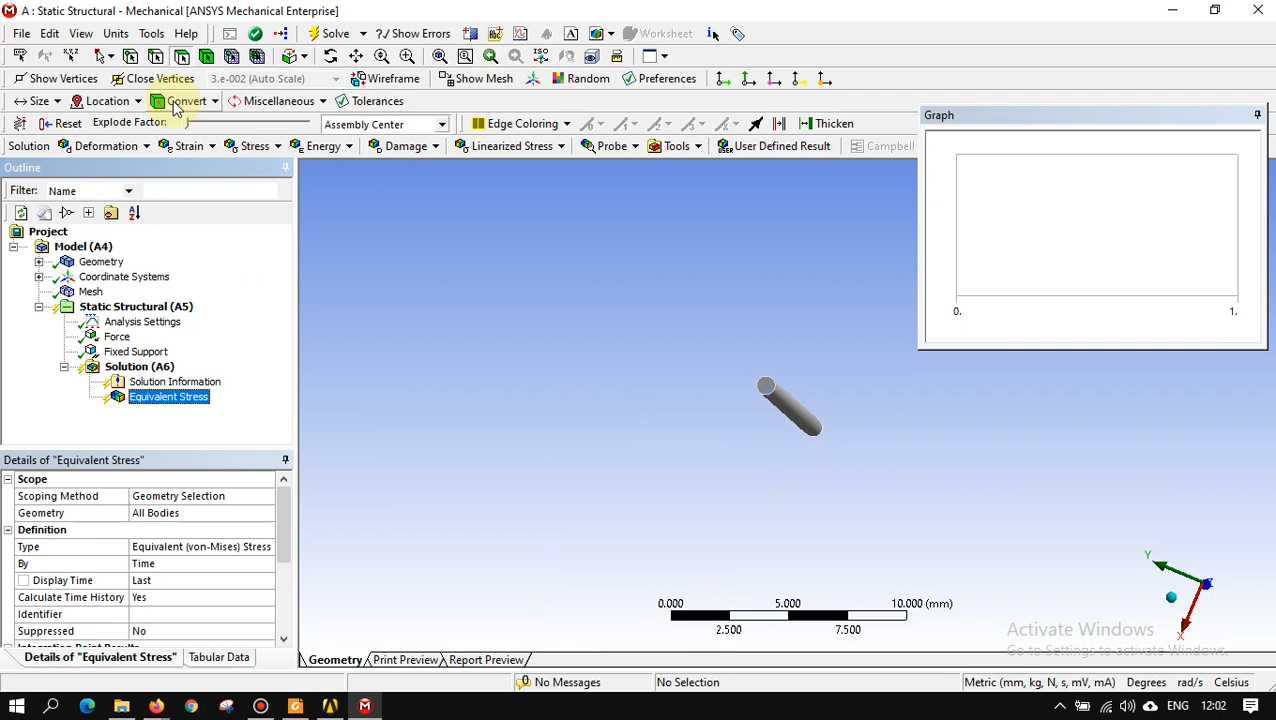 A : Static Structural - Mechanical [ANSYS Mechanical Enterprise]
File Edit View Units Tools Help Solve ?/ Show Errors Worksheet
Show Vertices Close Vertices 3.e-002 (Auto Scale) Wireframe Show Mesh Random Preferences
Size Location Convert Miscellaneous Tolerances
Reset Explode Factor: Assembly Center Edge Coloring Thicken
Solution Deformation Strain Stress Energy Damage Linearized Stress Probe Tools User Defined Result Campbell
Graph
0. 1.
Outline
Filter: Name
Project
Model (A4)
Geometry
Coordinate Systems
Mesh
Static Structural (A5)
Analysis Settings
Force
Fixed Support
Solution (A6)
Solution Information
Equivalent Stress
Details of "Equivalent Stress"
Scope
Scoping Method Geometry Selection
Geometry All Bodies
Definition
Type Equivalent (von-Mises) Stress
By Time
Display Time Last
Calculate Time History Yes
Identifier
Suppressed No
Integration Point Results
Details of "Equivalent Stress" Tabular Data
0.000 5.000 10.000 (mm)
2.500 7.500
Y
Z
X
Activate Windows
Go to Settings to activate Windows.
Geometry Print Preview Report Preview
No Messages No Selection Metric (mm, kg, N, s, mV, mA) Degrees rad/s Celsius
ENG 12:02